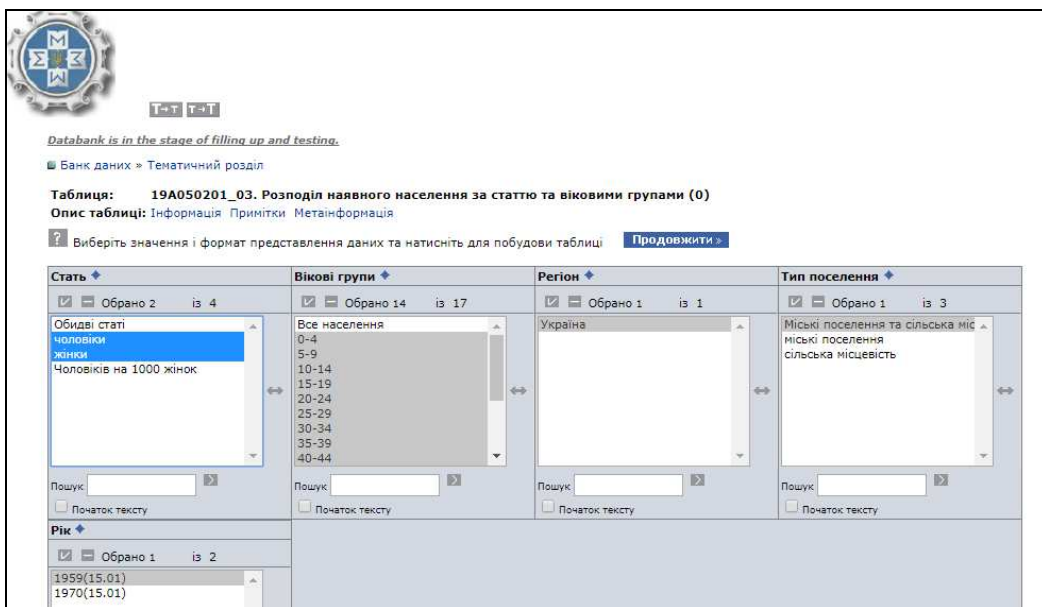 T→T T→T
Databank is in the stage of filling up and testing.
Банк даних » Тематичний розділ
Таблиця: 19A050201_03. Розподіл наявного населення за статтю та віковими групами (0)
Опис таблиці: Інформація Примітки Метаінформація
? Виберіть значення і формат представлення даних та натисніть для побудови таблиці Продовжити »
Стать Вікові групи Регіон Тип поселення
Обрано 2 із 4 Обрано 14 із 17 Обрано 1 із 1 Обрано 1 із 3
Обидві статі
чоловіки
жінки
Чоловіків на 1000 жінок
Все населення
0-4
5-9
10-14
15-19
20-24
25-29
30-34
35-39
40-44
Україна
Міські поселення та сільська міс
міські поселення
сільська місцевість
Пошук Пошук Пошук Пошук
Початок тексту Початок тексту Початок тексту Початок тексту
Рік
Обрано 1 із 2
1959(15.01)
1970(15.01)